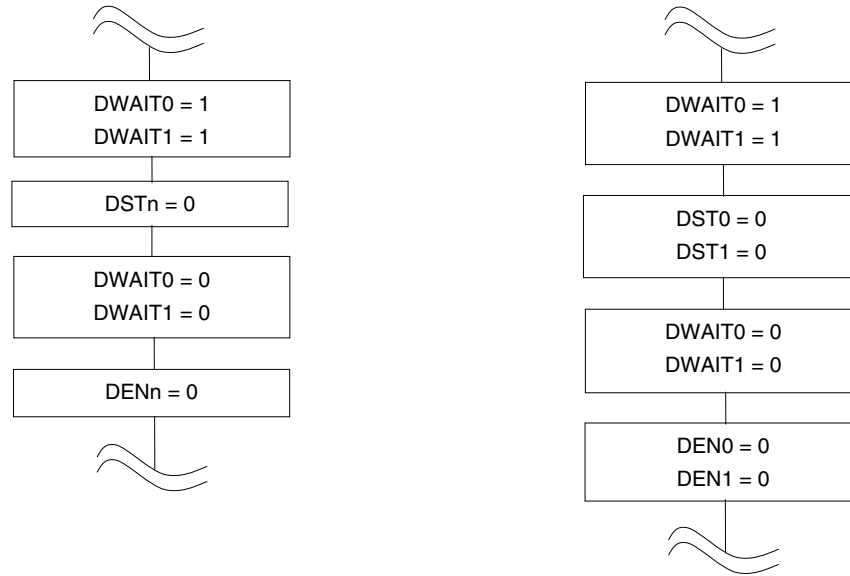 DWAIT0 = 1
DWAIT1 = 1
DSTn = 0
DWAIT0 = 0
DWAIT1 = 0
DENn = 0
DWAIT0 = 1
DWAIT1 = 1
DST0 = 0
DST1 = 0
DWAIT0 = 0
DWAIT1 = 0
DEN0 = 0
DEN1 = 0